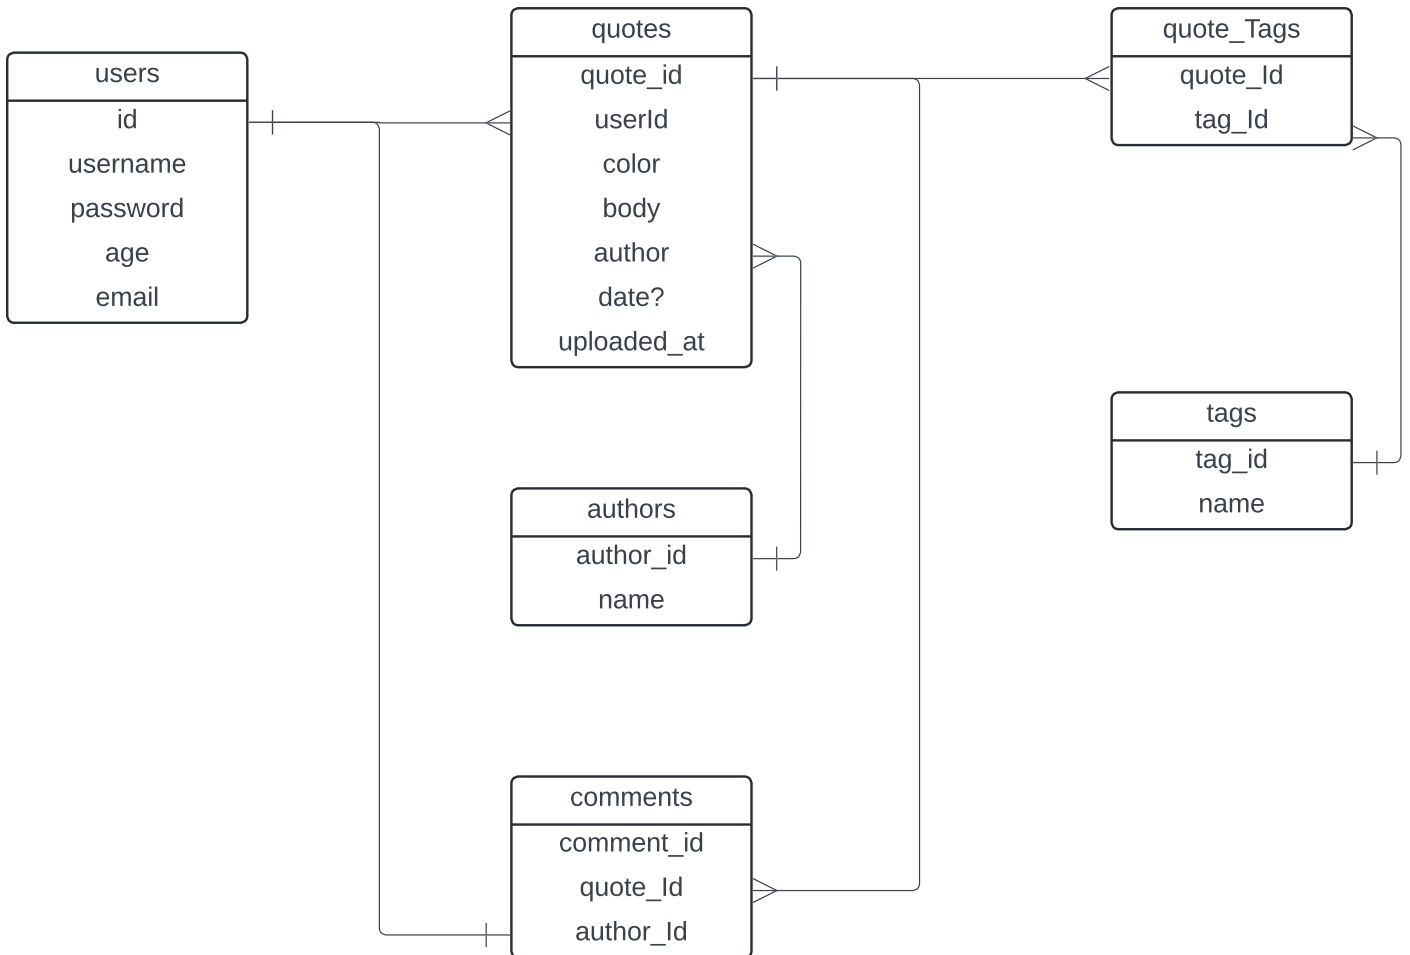 users
id
username
password
age
email
quotes
quote_id
userId
color
body
author
date?
uploaded_at
quote_Tags
quote_Id
tag_Id
tags
tag_id
name
authors
author_id
name
comments
comment_id
quote_Id
author_Id